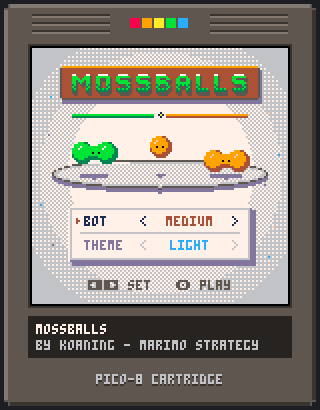 MOSSBALLS
BOT < MEDIUM >
THEME < LIGHT >
SET O PLAY
MOSSBALLS
BY KOANING - MARIMO STRATEGY
PICO-8 CARTRIDGE